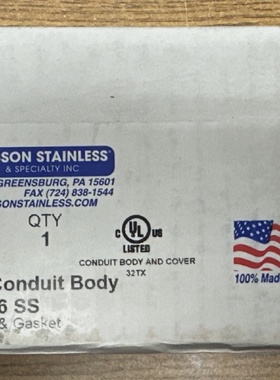 SON STAINLESS
& SPECIALTY INC
GREENSBURG, PA 15601
FAX (724) 838-1544
SONSTAINLESS.COM
QTY
1
C UL US
LISTED
CONDUIT BODY AND COVER
32TX
100% Made
Conduit Body
6 SS
& Gasket